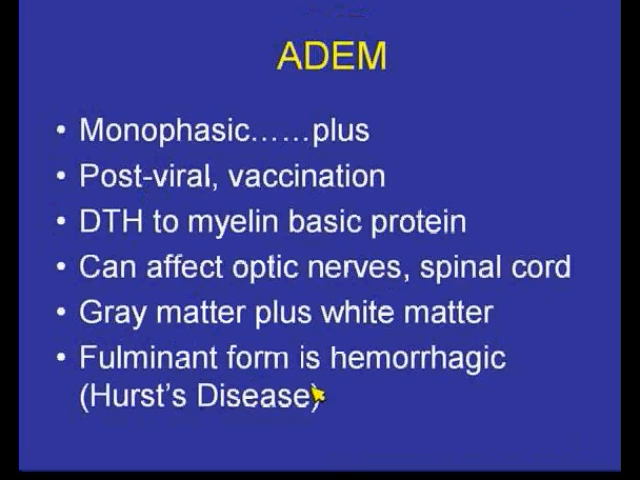 ADEM
• Monophasic……plus
• Post-viral, vaccination
• DTH to myelin basic protein
• Can affect optic nerves, spinal cord
• Gray matter plus white matter
• Fulminant form is hemorrhagic
(Hurst's Disease)